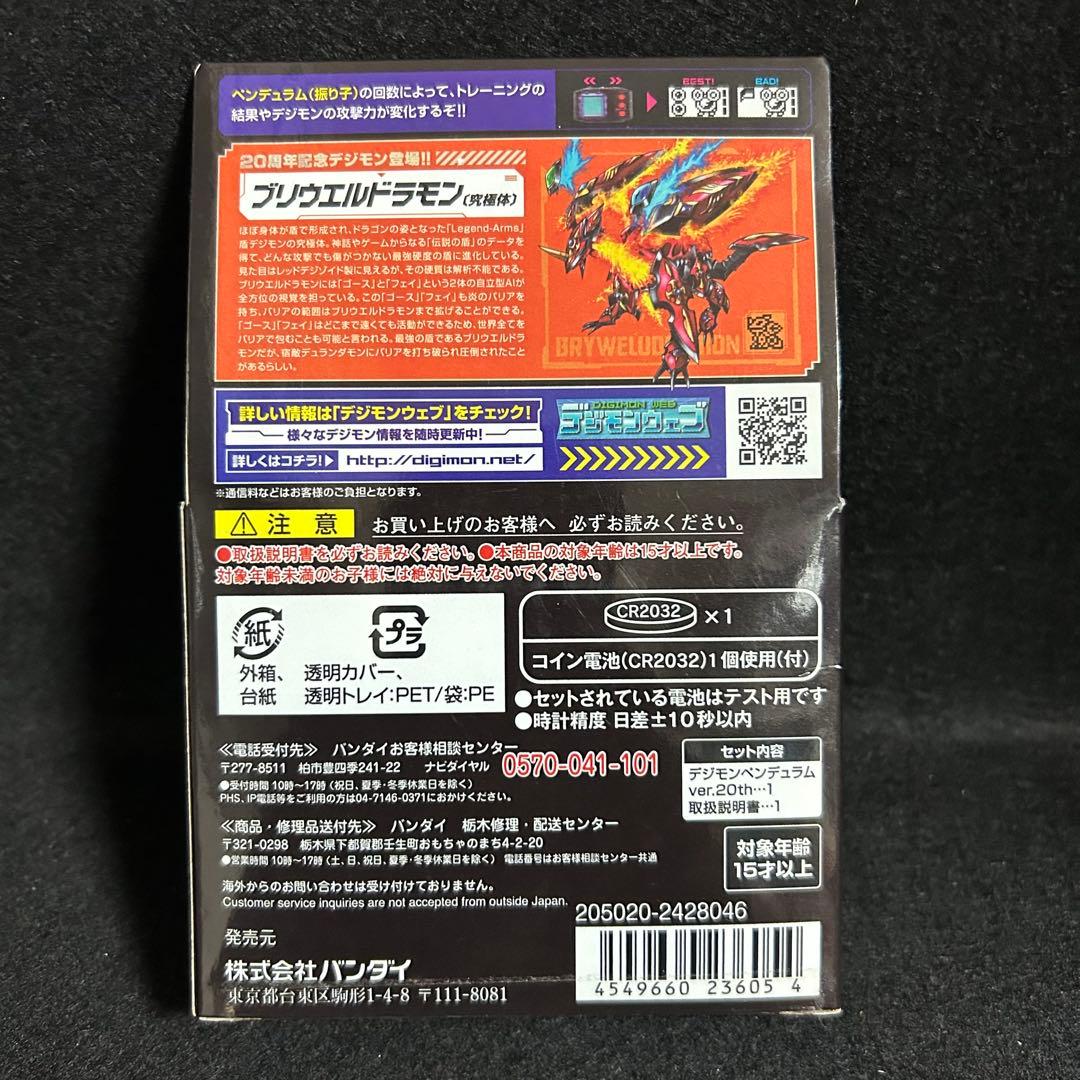 ペンデュラム(振り子)の回数によって、トレーニングの
結果やデジモンの攻撃力が変化するぞ!!
BEST!
BAD!
20周年記念デジモン登場!!
ブリウエルドラモン(究極体)
ほぼ身体が盾で形成され、ドラゴンの姿となった「Legend-Arms」
盾デジモンの究極体。神話やゲームからなる「伝説の盾」のデータを
得て、どんな攻撃でも傷がつかない最強硬度の盾に進化している。
見た目はレッドデジゾイド製に見えるが、その硬質は解析不能である。
ブリウエルドラモンには「ゴース」と「フェイ」という2体の自立型AIが
全方位の視覚を担っている。この「ゴース」「フェイ」も炎のバリアを
持ち、バリアの範囲はブリウエルドラモンまで拡げることができる。
「ゴース」「フェイ」はどこまで遠くても活動ができるため、世界全てを
バリアで包むことも可能と言われる。最強の盾であるブリウエルドラ
モンだが、宿敵デュランダモンにバリアを打ち破られ圧倒されたこと
があるらしい。
詳しい情報は「デジモンウェブ」をチェック!
様々なデジモン情報を随時更新中!
詳しくはコチラ!▶ http://digimon.net/
DIGIMON WEB
デジモンウェブ
※通信料などはお客様のご負担となります。
⚠注 意 お買い上げのお客様へ 必ずお読みください。
●取扱説明書を必ずお読みください。●本商品の対象年齢は15才以上です。
対象年齢未満のお子様には絶対に与えないでください。
紙
プラ
外箱、 透明カバー、
台紙 透明トレイ:PET/袋:PE
CR2032 ×1
コイン電池(CR2032)1個使用(付)
●セットされている電池はテスト用です
●時計精度 日差±10秒以内
≪電話受付先≫ バンダイお客様相談センター
〒277-8511 柏市豊四季241-22 ナビダイヤル 0570-041-101
●受付時間 10時〜17時(祝日、夏季・冬季休業日を除く)
PHS、IP電話等をご利用の方は04-7146-0371におかけください。
≪商品・修理品送付先≫ バンダイ 栃木修理・配送センター
〒321-0298 栃木県下都賀郡壬生町おもちゃのまち4-2-20
●営業時間 10時〜17時(土、日、祝日、夏季・冬季休業日を除く) 電話番号はお客様相談センター共通
海外からのお問い合わせは受け付けておりません。
Customer service inquiries are not accepted from outside Japan.
セット内容
デジモンペンデュラム
ver.20th…1
取扱説明書…1
対象年齢
15才以上
発売元
株式会社バンダイ
東京都台東区駒形1-4-8 〒111-8081
205020-2428046
4549660 23605 4